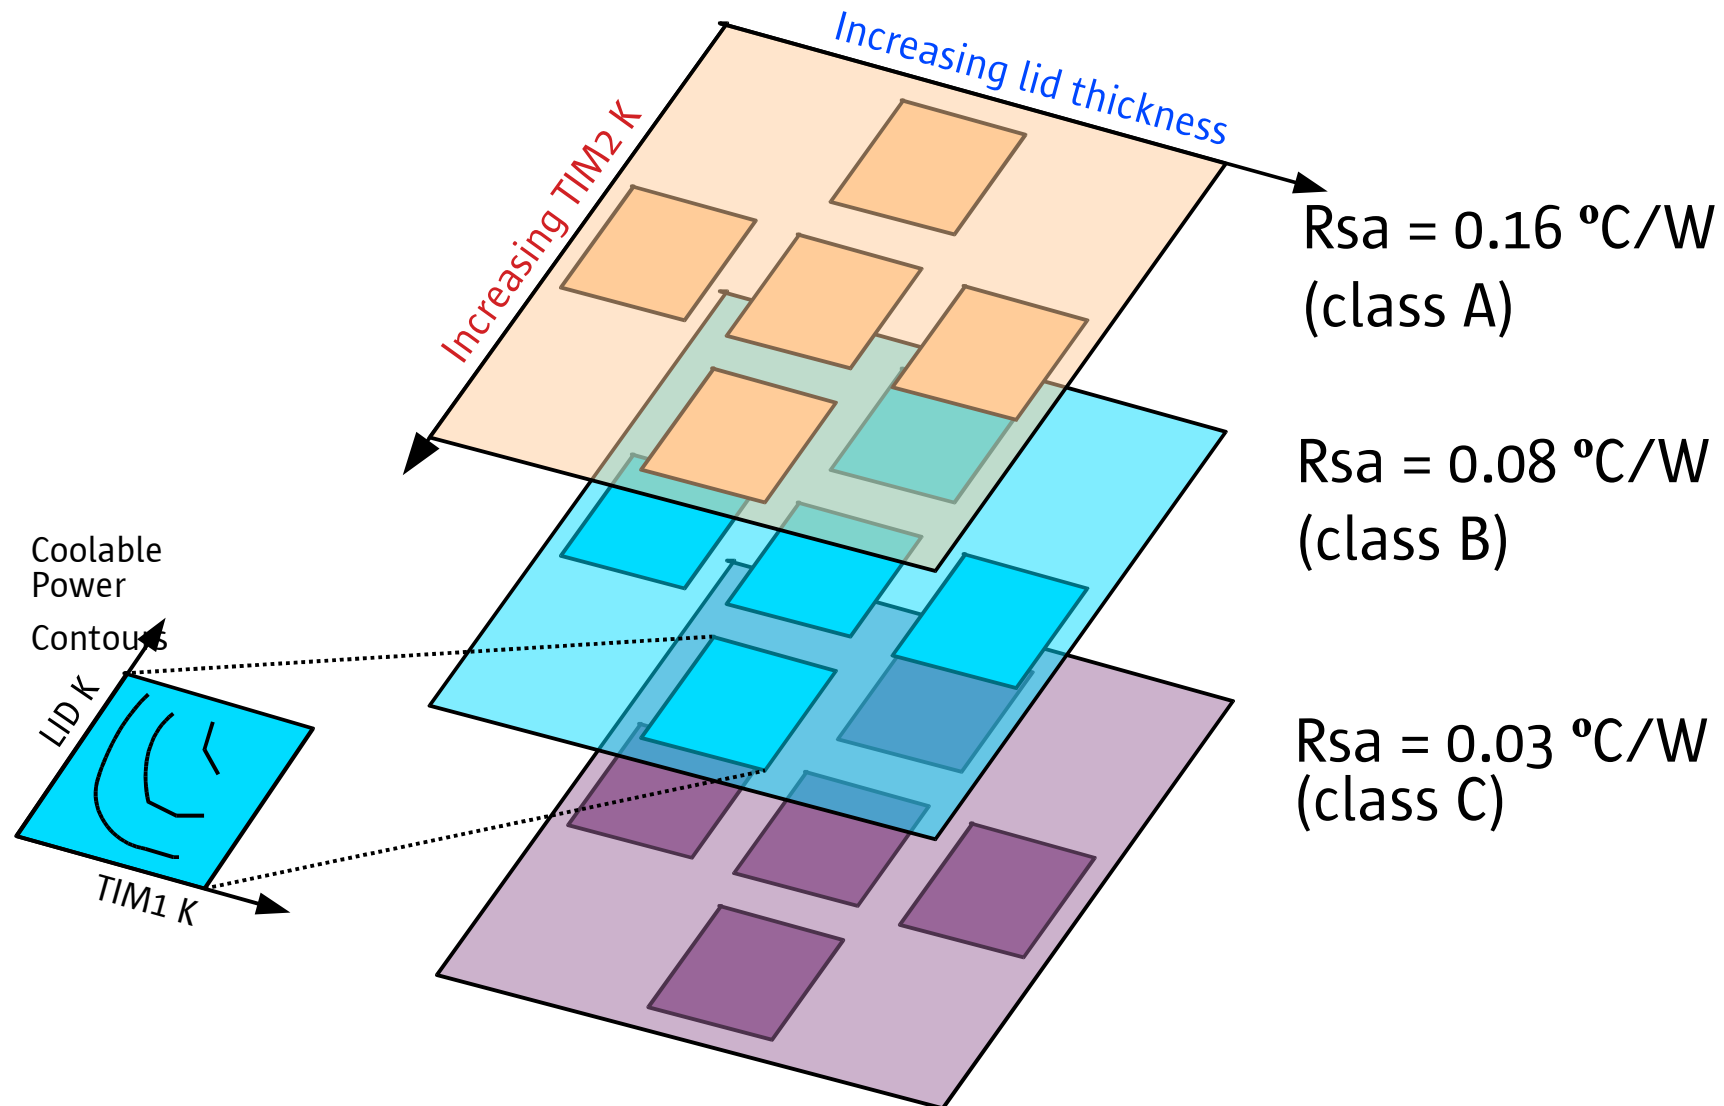 Increasing lid thickness
Increasing TIM2 K
Rsa = 0.16 ºC/W
(class A)
Rsa = 0.08 ºC/W
(class B)
Coolable
Power
Contours
LID K
TIM1 K
Rsa = 0.03 ºC/W
(class C)